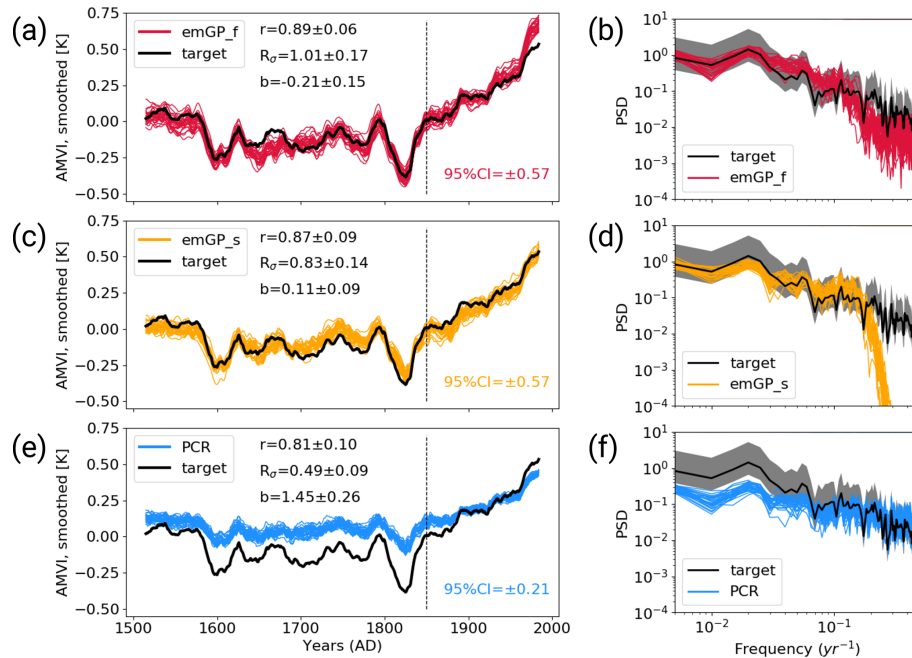 (a)
AMVI, smoothed [K]
0.75
0.50
0.25
0.00
−0.25
−0.50
emGP_f
target
r=0.89±0.06
Rσ=1.01±0.17
b=-0.21±0.15
95%CI=±0.57
(b)
PSD
10¹
10⁰
10⁻¹
10⁻²
10⁻³
10⁻⁴
target
emGP_f
(c)
AMVI, smoothed [K]
0.75
0.50
0.25
0.00
−0.25
−0.50
emGP_s
target
r=0.87±0.09
Rσ=0.83±0.14
b=0.11±0.09
95%CI=±0.57
(d)
PSD
10¹
10⁰
10⁻¹
10⁻²
10⁻³
10⁻⁴
target
emGP_s
(e)
AMVI, smoothed [K]
0.75
0.50
0.25
0.00
−0.25
−0.50
PCR
target
r=0.81±0.10
Rσ=0.49±0.09
b=1.45±0.26
95%CI=±0.21
1500 1600 1700 1800 1900 2000
Years (AD)
(f)
PSD
10¹
10⁰
10⁻¹
10⁻²
10⁻³
10⁻⁴
target
PCR
10⁻² 10⁻¹
Frequency (yr⁻¹)